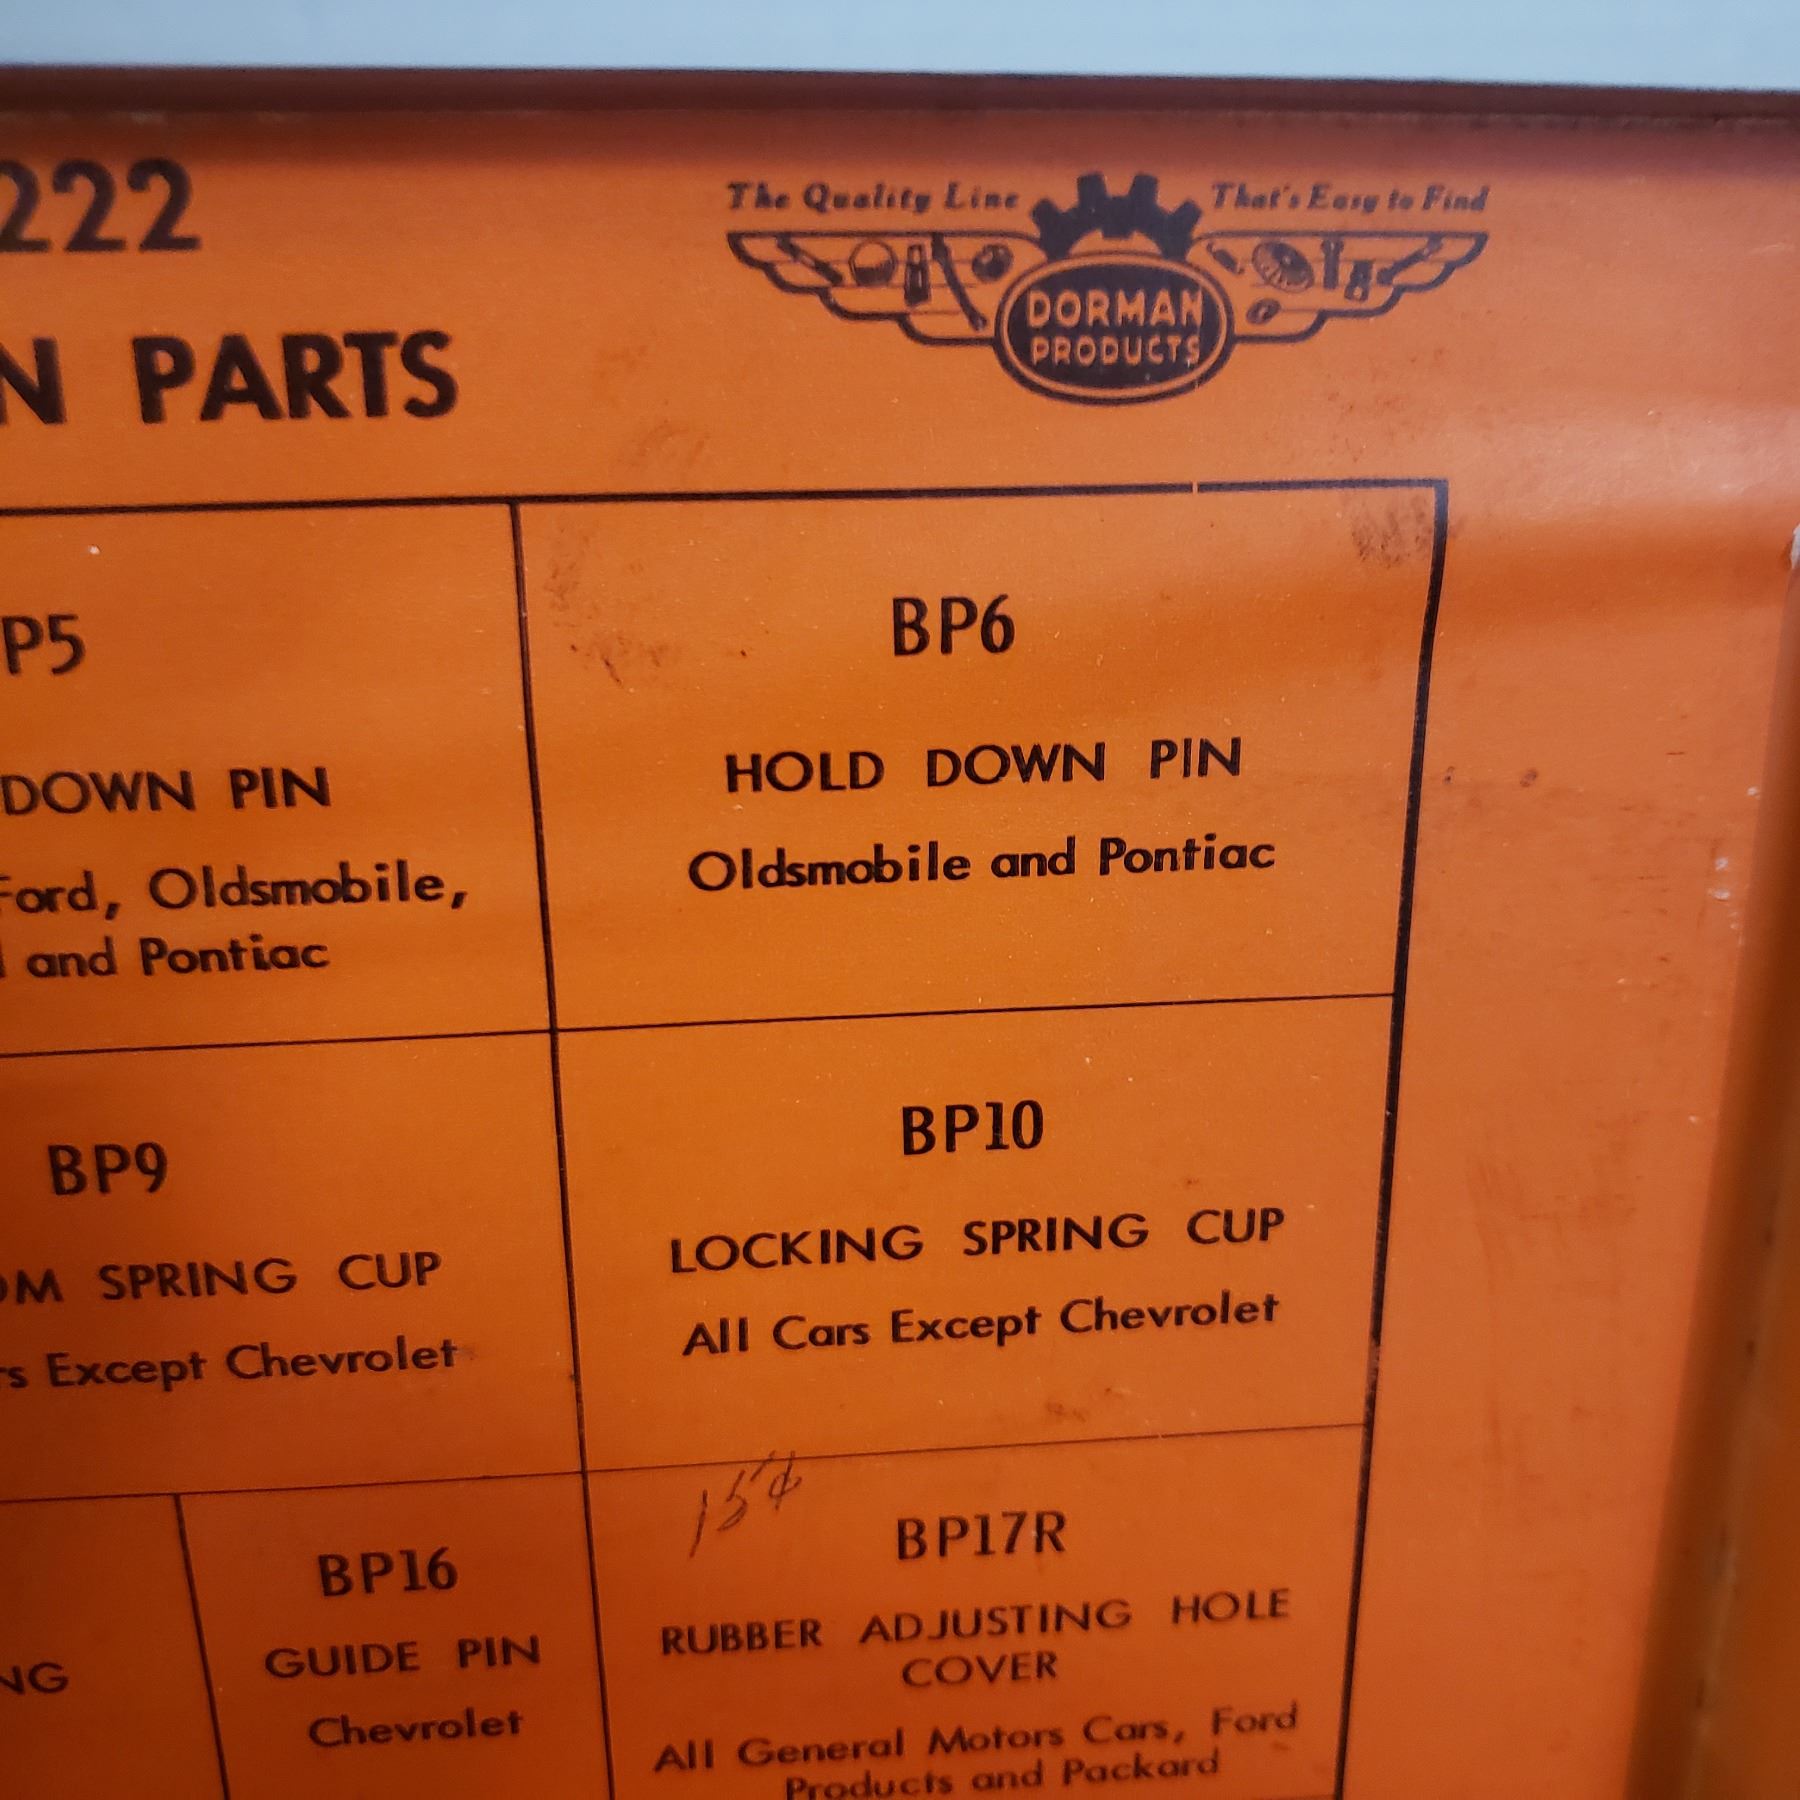 222
The Quality Line That's Easy to Find
DORMAN
PRODUCTS
N PARTS
P5
DOWN PIN
Ford, Oldsmobile,
and Pontiac
BP6
HOLD DOWN PIN
Oldsmobile and Pontiac
BP9
OM SPRING CUP
rs Except Chevrolet
BP10
LOCKING SPRING CUP
All Cars Except Chevrolet
NG
BP16
GUIDE PIN
Chevrolet
15¢
BP17R
RUBBER ADJUSTING HOLE
COVER
All General Motors Cars, Ford
Products and Packard